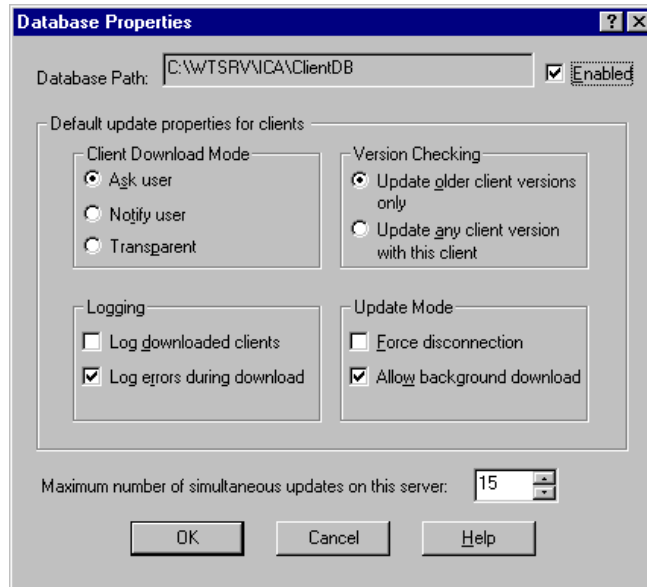 Database Properties
Database Path: C:\WTSRV\ICA\ClientDB Enabled
Default update properties for clients
Client Download Mode
Ask user
Notify user
Transparent
Version Checking
Update older client versions
only
Update any client version
with this client
Logging
Log downloaded clients
Log errors during download
Update Mode
Force disconnection
Allow background download
Maximum number of simultaneous updates on this server: 15
OK Cancel Help